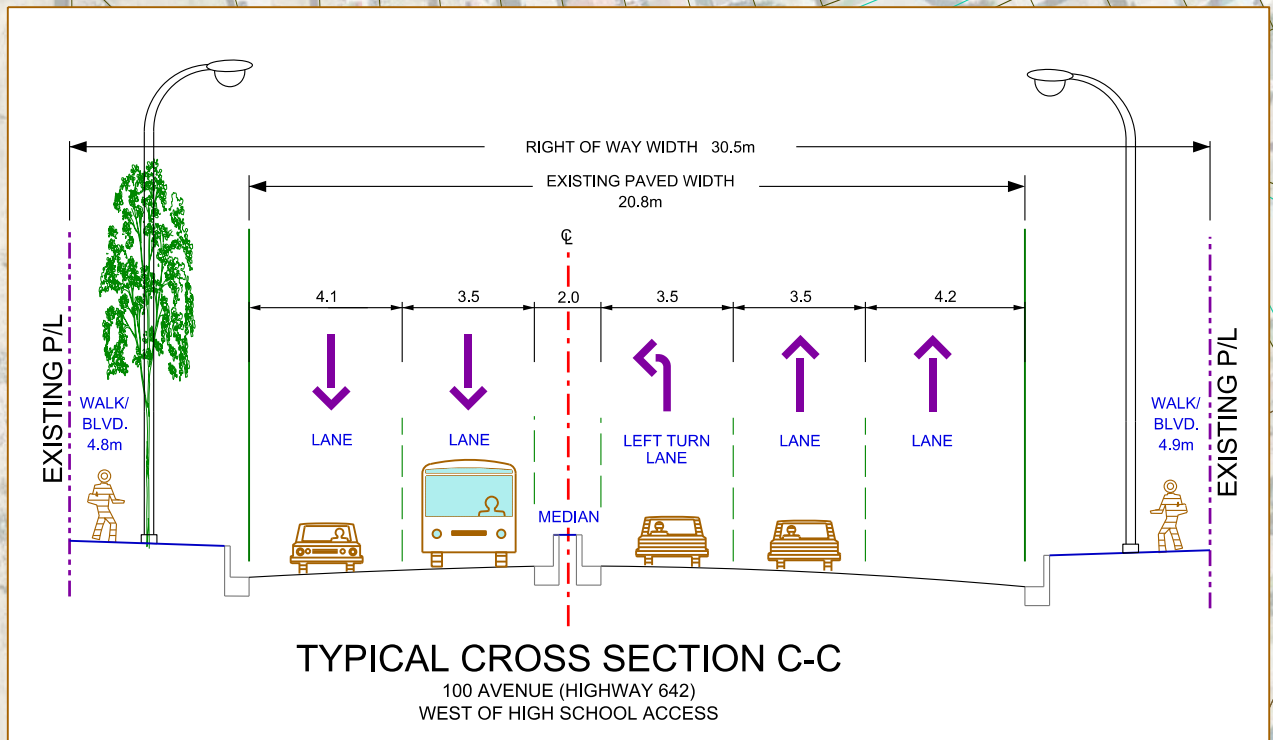 RIGHT OF WAY WIDTH 30.5m
EXISTING PAVED WIDTH
20.8m
℄
4.1
3.5
2.0
3.5
3.5
4.2
EXISTING P/L
WALK/
BLVD.
4.8m
LANE
LANE
MEDIAN
LEFT TURN
LANE
LANE
LANE
WALK/
BLVD.
4.9m
EXISTING P/L
TYPICAL CROSS SECTION C-C
100 AVENUE (HIGHWAY 642)
WEST OF HIGH SCHOOL ACCESS